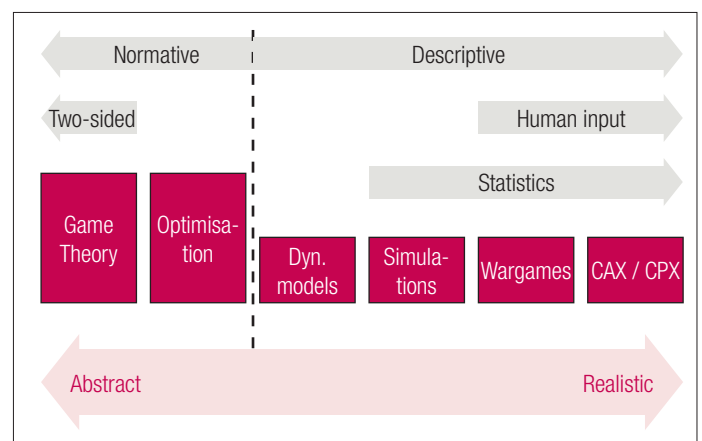 Normative
Descriptive
Two-sided
Human input
Statistics
Game
Theory
Optimisa-
tion
Dyn.
models
Simula-
tions
Wargames
CAX / CPX
Abstract
Realistic